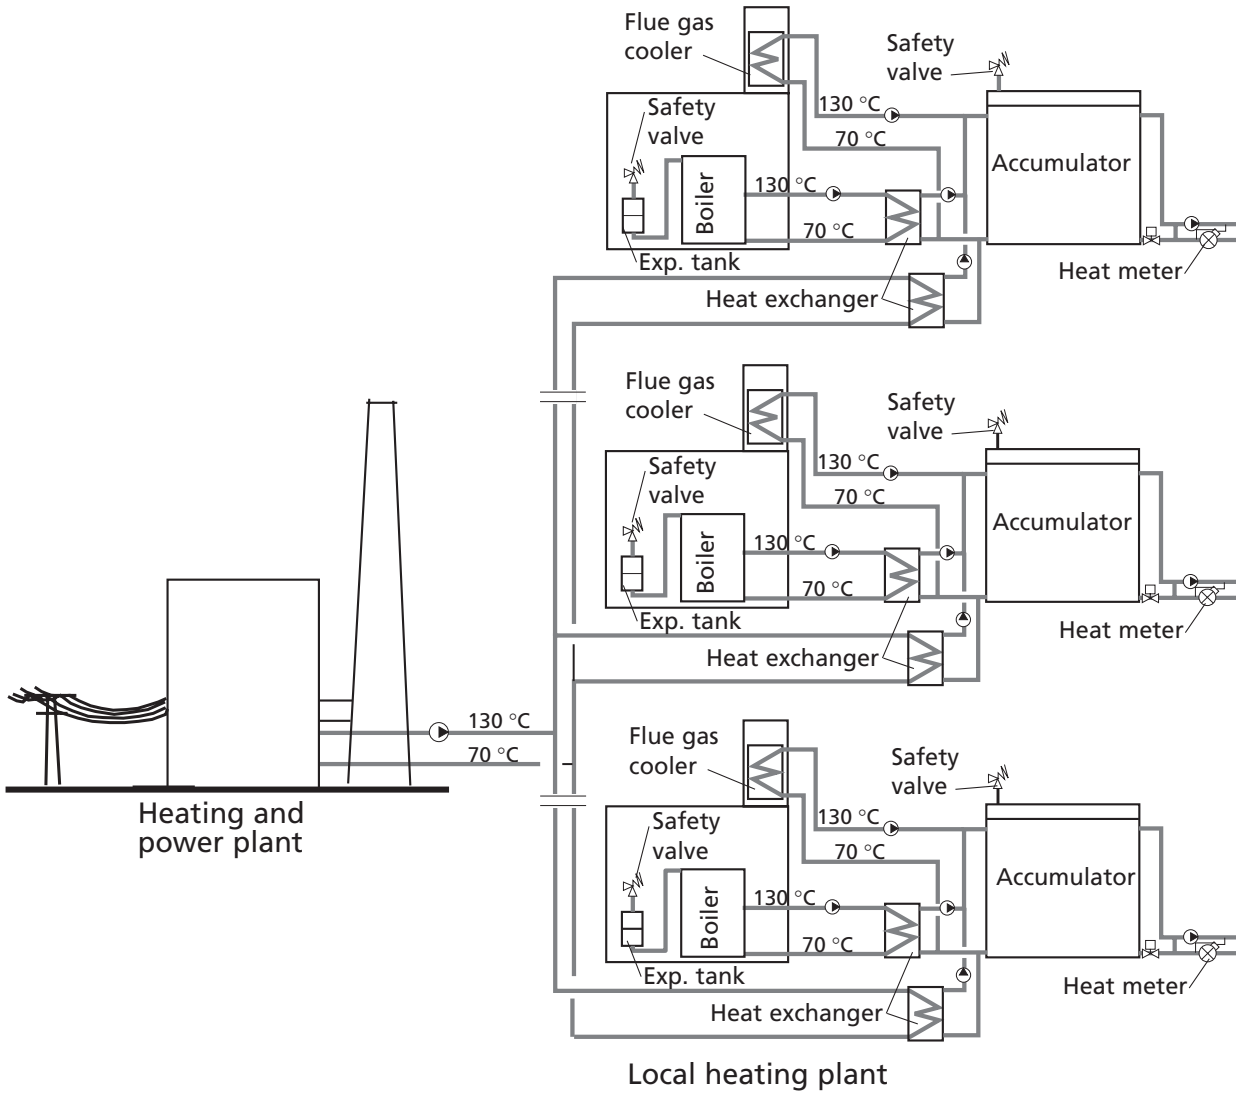 Flue gas
cooler
Safety
valve
130 °C
Safety
valve
70 °C
Accumulator
Boiler
130 °C
70 °C
Exp. tank
Heat meter
Heat exchanger
Flue gas
cooler
Safety
valve
130 °C
Safety
valve
70 °C
Accumulator
Boiler
130 °C
70 °C
Exp. tank
Heat meter
Heat exchanger
130 °C
70 °C
Heating and
power plant
Flue gas
cooler
Safety
valve
130 °C
Safety
valve
70 °C
Accumulator
Boiler
130 °C
70 °C
Exp. tank
Heat meter
Heat exchanger
Local heating plant